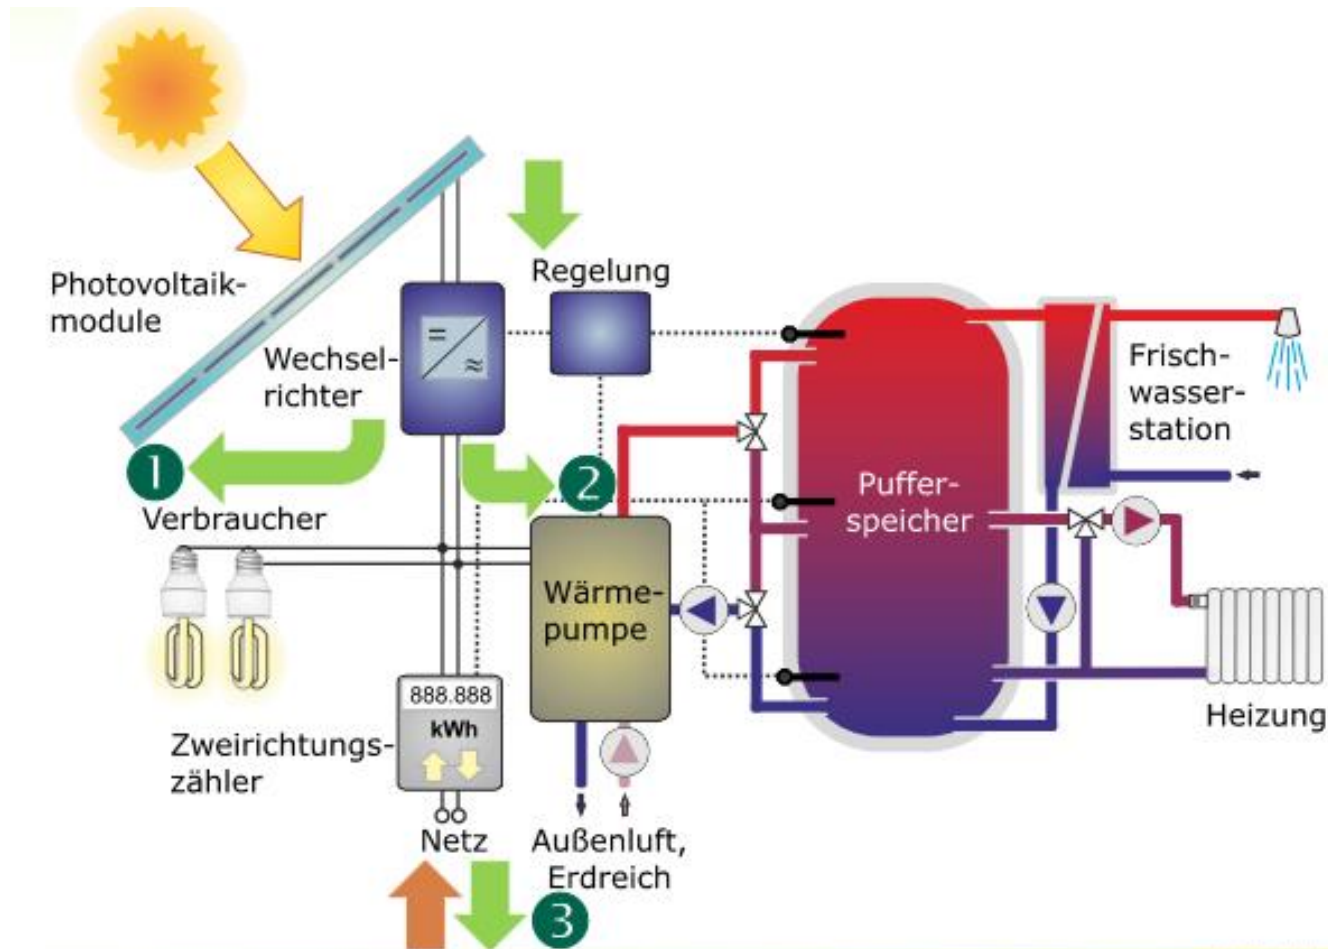 Photovoltaik-
module
Regelung
Wechsel-
richter
=
≈
Frisch-
wasser-
station
1
2
Verbraucher
Puffer-
speicher
Wärme-
pumpe
888.888
kWh
Zweirichtungs-
zähler
Heizung
Netz
Außenluft,
Erdreich
3